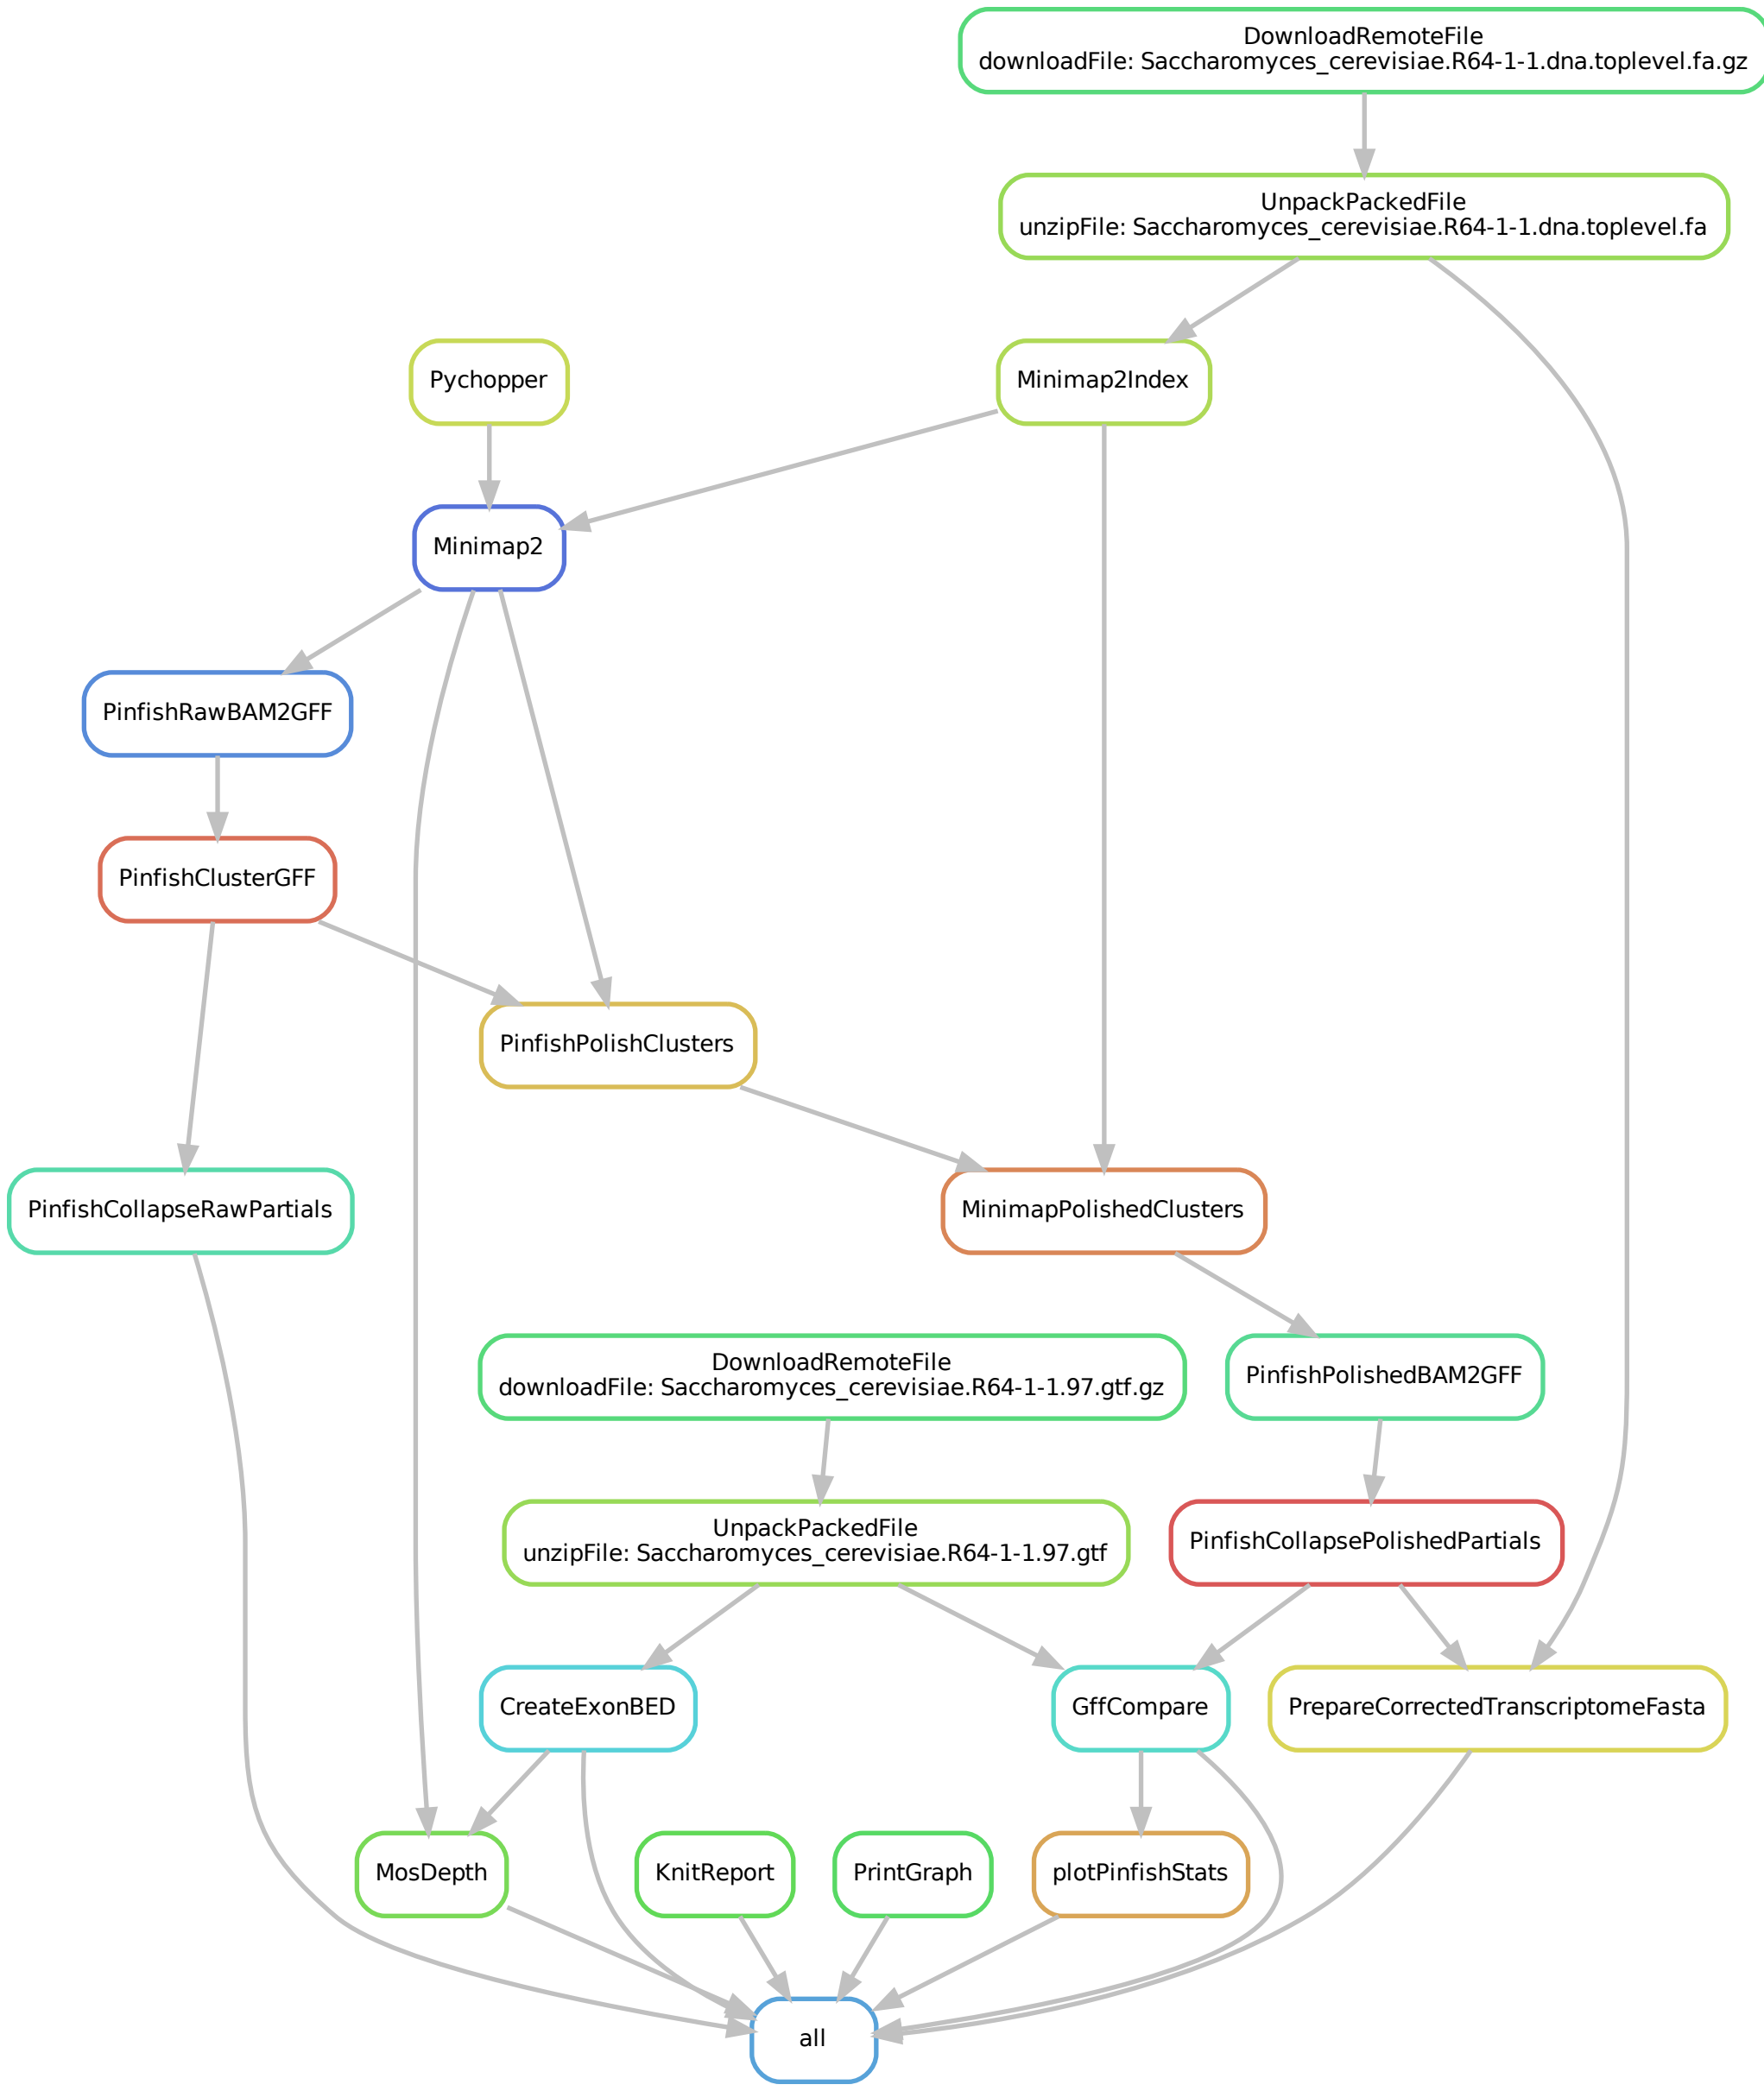 DownloadRemoteFile
downloadFile: Saccharomyces_cerevisiae.R64-1-1.dna.toplevel.fa.gz
UnpackPackedFile
unzipFile: Saccharomyces_cerevisiae.R64-1-1.dna.toplevel.fa
Pychopper
Minimap2Index
Minimap2
PinfishRawBAM2GFF
PinfishClusterGFF
PinfishPolishClusters
PinfishCollapseRawPartials
MinimapPolishedClusters
DownloadRemoteFile
downloadFile: Saccharomyces_cerevisiae.R64-1-1.97.gtf.gz
PinfishPolishedBAM2GFF
UnpackPackedFile
unzipFile: Saccharomyces_cerevisiae.R64-1-1.97.gtf
PinfishCollapsePolishedPartials
CreateExonBED
GffCompare
PrepareCorrectedTranscriptomeFasta
MosDepth
KnitReport
PrintGraph
plotPinfishStats
all